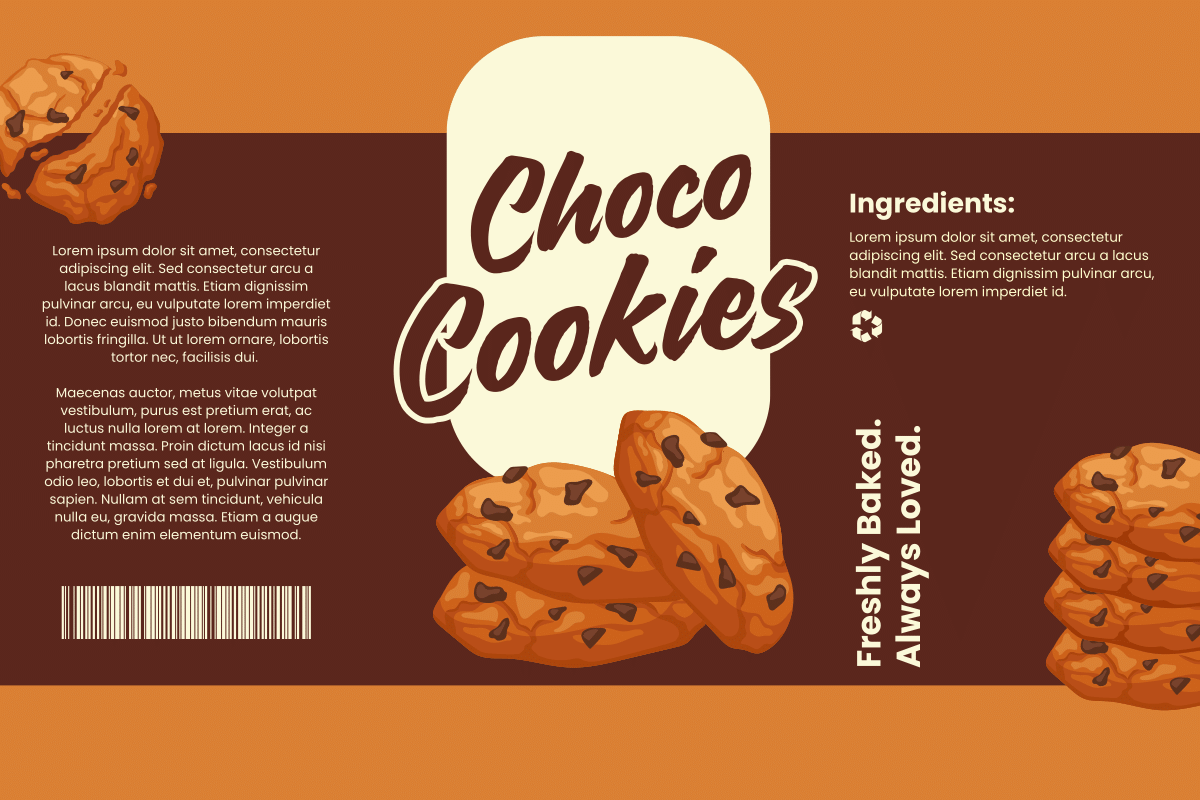 Choco
Cookies
Lorem ipsum dolor sit amet, consectetur
adipiscing elit. Sed consectetur arcu a
lacus blandit mattis. Etiam dignissim
pulvinar arcu, eu vulputate lorem imperdiet
id. Donec euismod justo bibendum mauris
lobortis fringilla. Ut ut lorem ornare, lobortis
tortor nec, facilisis dui.
Maecenas auctor, metus vitae volutpat
vestibulum, purus est pretium erat, ac
luctus nulla lorem at lorem. Integer a
tincidunt massa. Proin dictum lacus id nisi
pharetra pretium sed at ligula. Vestibulum
odio leo, lobortis et dui et, pulvinar pulvinar
sapien. Nullam at sem tincidunt, vehicula
nulla eu, gravida massa. Etiam a augue
dictum enim elementum euismod.
Ingredients:
Lorem ipsum dolor sit amet, consectetur
adipiscing elit. Sed consectetur arcu a lacus
blandit mattis. Etiam dignissim pulvinar arcu,
eu vulputate lorem imperdiet id.
Freshly Baked.
Always Loved.